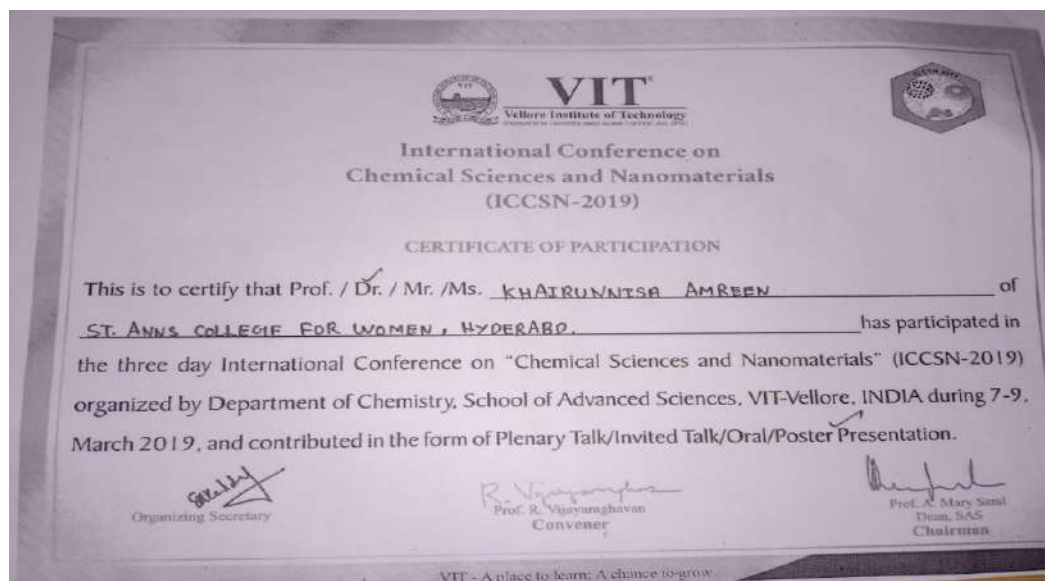 VIT
VIT
Vellore Institute of Technology
International Conference on
Chemical Sciences and Nanomaterials
(ICCSN-2019)
CERTIFICATE OF PARTICIPATION
This is to certify that Prof. / Dr. / Mr. /Ms. KHAIRUNNISA AMREEN of
ST. ANNS COLLEGE FOR WOMEN, HYDERABD. has participated in
the three day International Conference on "Chemical Sciences and Nanomaterials" (ICCSN-2019)
organized by Department of Chemistry, School of Advanced Sciences, VIT-Vellore, INDIA during 7-9,
March 2019, and contributed in the form of Plenary Talk/Invited Talk/Oral/Poster Presentation.
R. Vijayaraghavan
Organizing Secretary
Prof. R. Vijayaraghavan
Convener
Prof. A. Mary Saral
Dean, SAS
Chairman
VIT - A place to learn; A chance to grow